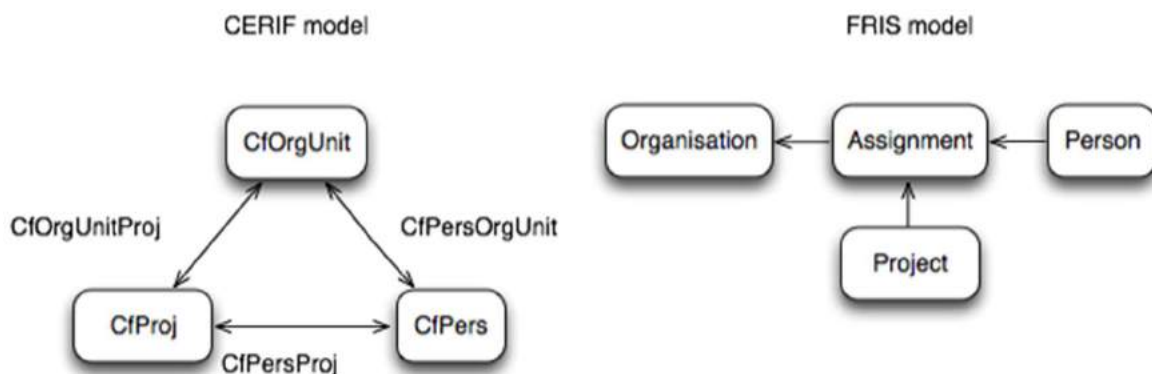 CERIF model
CfOrgUnit
CfOrgUnitProj
CfPersOrgUnit
CfProj
CfPers
CfPersProj
FRIS model
Organisation
Assignment
Person
Project